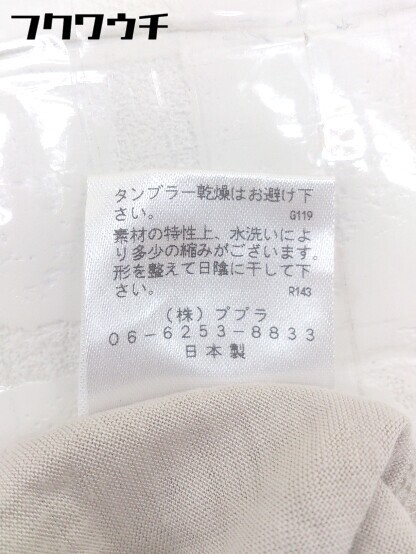 フクワウチ
タンブラー乾燥はお避け下
さい。 G119
素材の特性上、水洗いによ
り多少の縮みがございます。
形を整えて日陰に干して下
さい。 R143
(株)ププラ
06-6253-8833
日本製